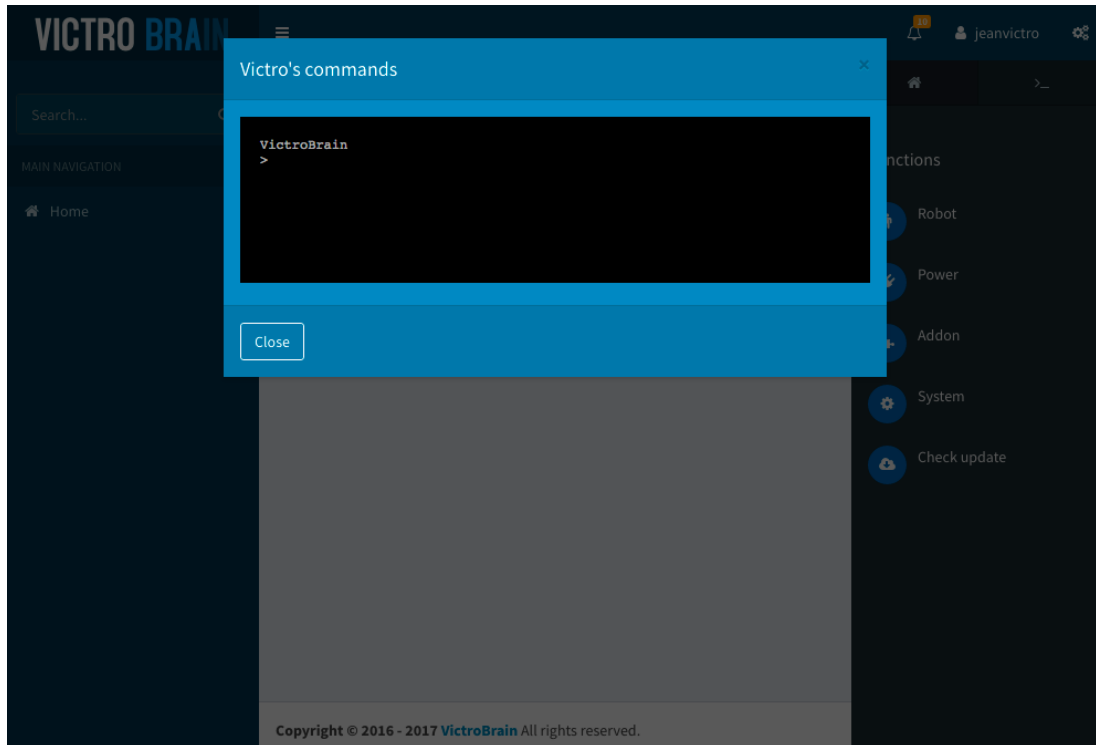 VICTRO BRAIN
10
jeanvictro
Victro's commands
×
Search...
>_
VictroBrain
>
MAIN NAVIGATION
nctions
Home
Robot
Power
Addon
Close
System
Check update
Copyright © 2016 - 2017 VictroBrain All rights reserved.